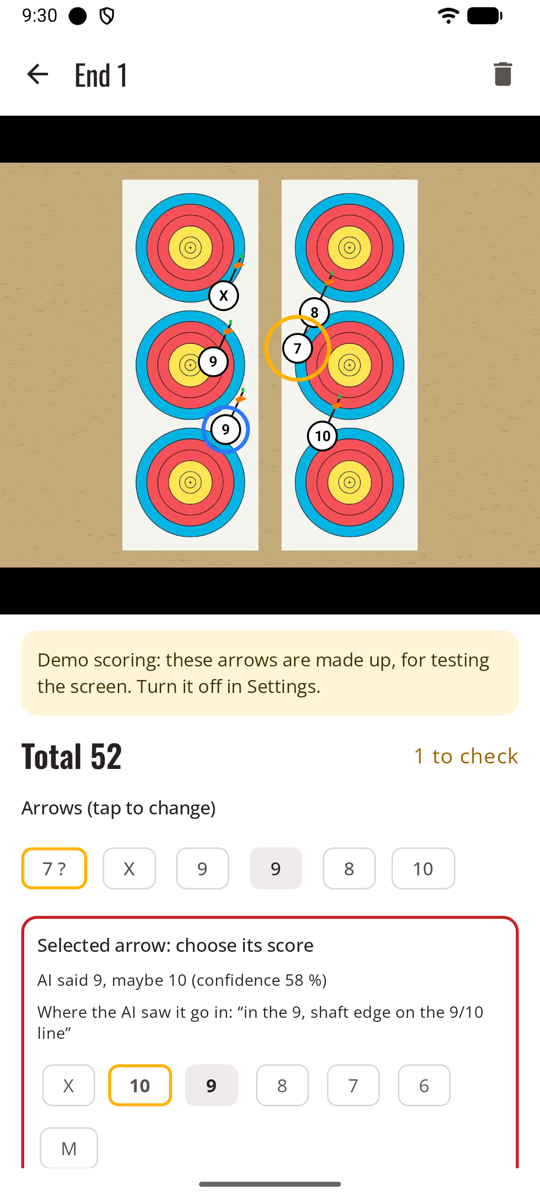 9:30
End 1
X
8
7
9
9
10
Demo scoring: these arrows are made up, for testing
the screen. Turn it off in Settings.
Total 52
1 to check
Arrows (tap to change)
7 ? X 9 9 8 10
Selected arrow: choose its score
AI said 9, maybe 10 (confidence 58 %)
Where the AI saw it go in: “in the 9, shaft edge on the 9/10
line”
X 10 9 8 7 6
M